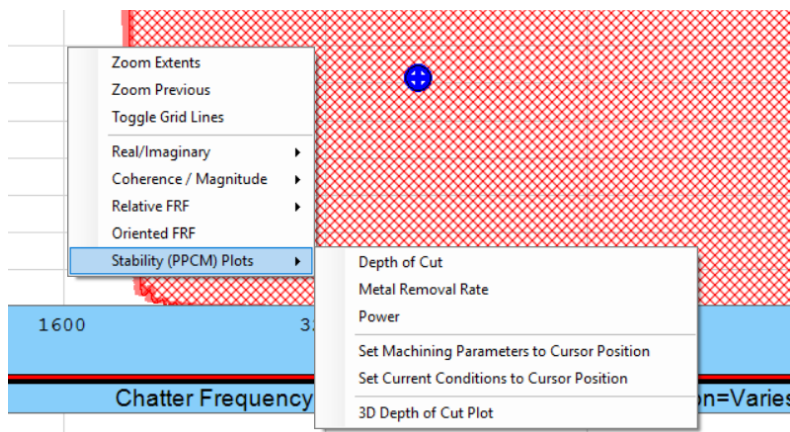 Zoom Extents
Zoom Previous
Toggle Grid Lines
Real/Imaginary
Coherence / Magnitude
Relative FRF
Oriented FRF
Stability (PPCM) Plots
Depth of Cut
Metal Removal Rate
Power
Set Machining Parameters to Cursor Position
Set Current Conditions to Cursor Position
3D Depth of Cut Plot
1600
Chatter Frequency
n=Varies